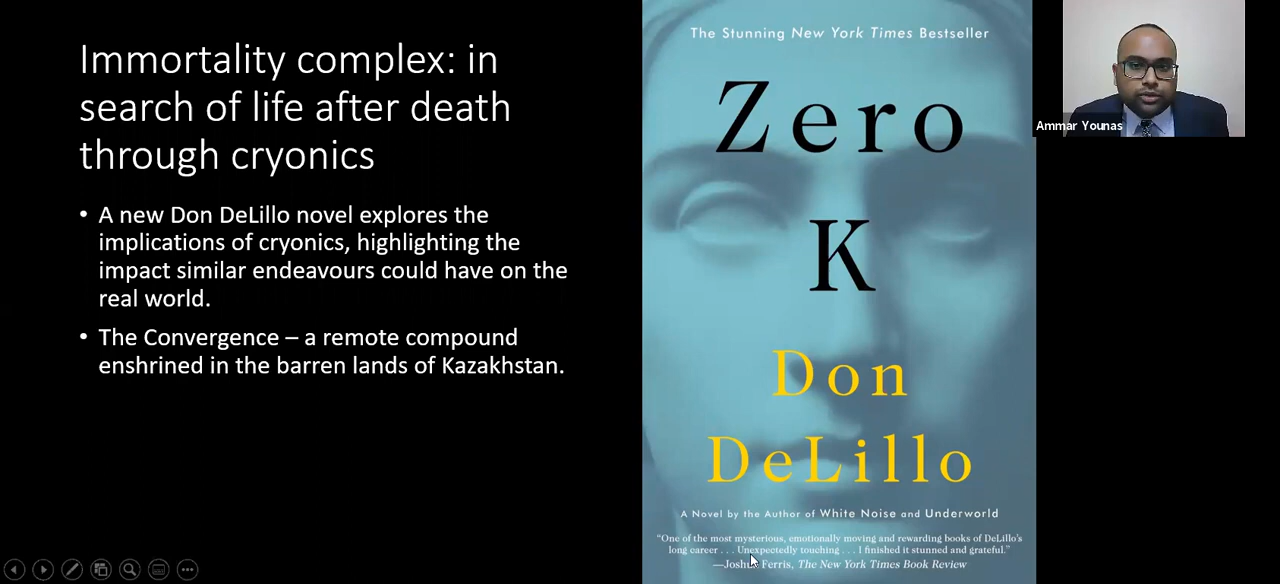 Immortality complex: in
search of life after death
through cryonics
• A new Don DeLillo novel explores the
implications of cryonics, highlighting the
impact similar endeavours could have on the
real world.
• The Convergence – a remote compound
enshrined in the barren lands of Kazakhstan.
The Stunning New York Times Bestseller
Zero
K
Don
DeLillo
A Novel by the Author of White Noise and Underworld
“One of the most mysterious, emotionally moving and rewarding books of DeLillo’s
long career . . . Unexpectedly touching . . . I finished it stunned and grateful.”
—Joshua Ferris, The New York Times Book Review
Ammar Younas